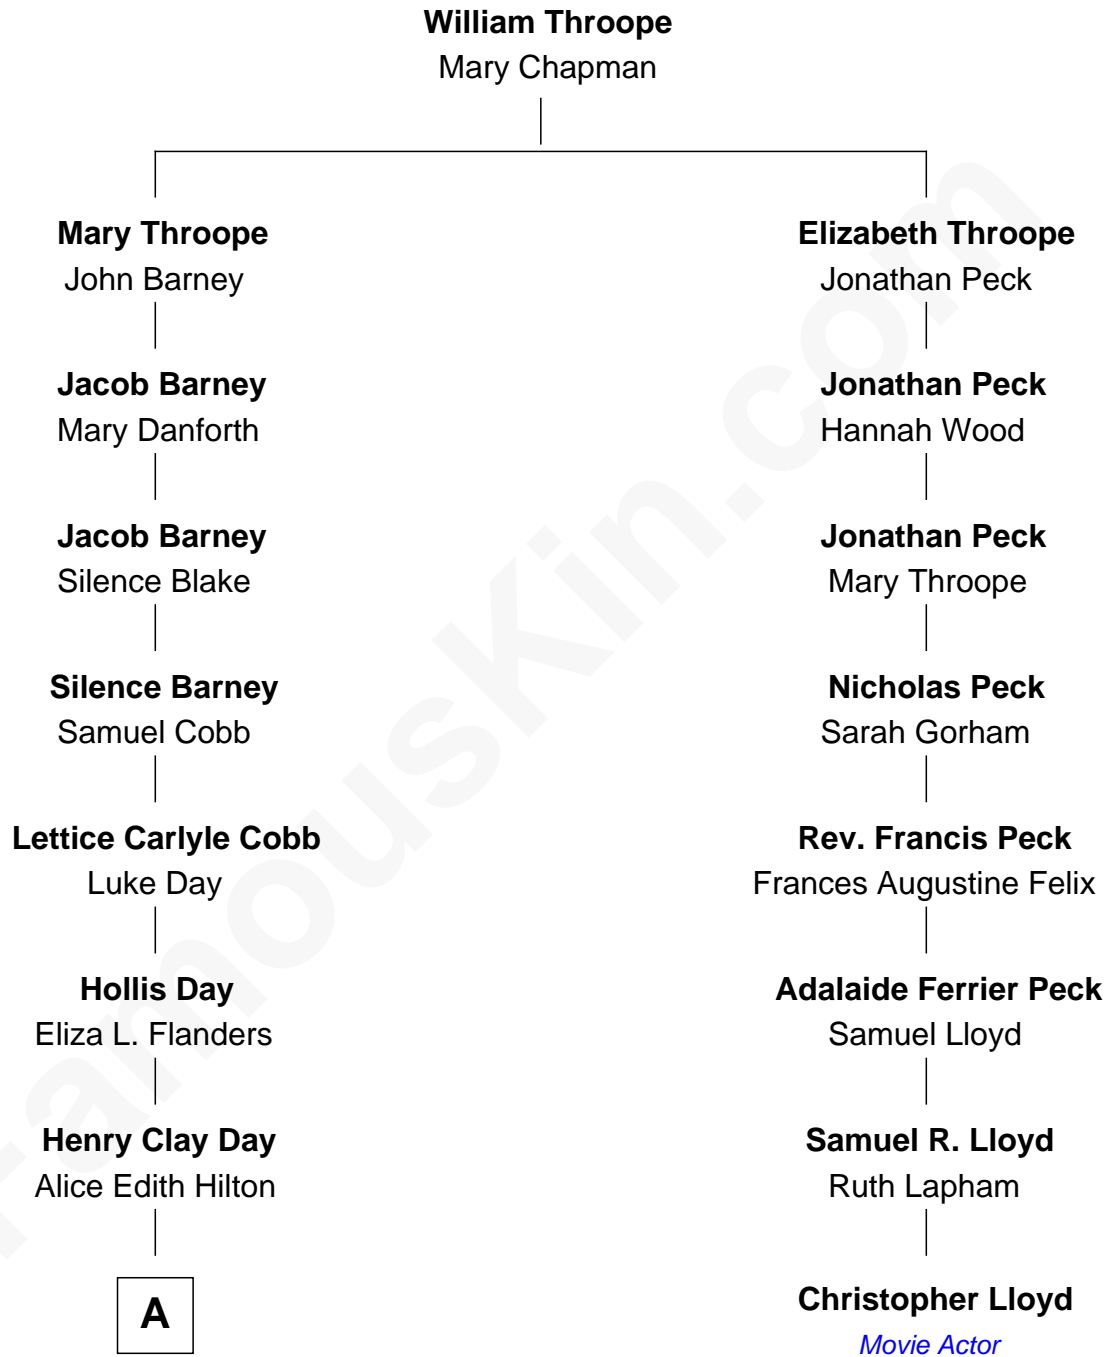 William Throope
Mary Chapman
Mary Throope
John Barney
Elizabeth Throope
Jonathan Peck
Jacob Barney
Mary Danforth
Jonathan Peck
Hannah Wood
Jacob Barney
Silence Blake
Jonathan Peck
Mary Throope
Silence Barney
Samuel Cobb
Nicholas Peck
Sarah Gorham
Lettice Carlyle Cobb
Luke Day
Rev. Francis Peck
Frances Augustine Felix
Hollis Day
Eliza L. Flanders
Adalaide Ferrier Peck
Samuel Lloyd
Henry Clay Day
Alice Edith Hilton
Samuel R. Lloyd
Ruth Lapham
A
Christopher Lloyd
Movie Actor
FamousKin.com